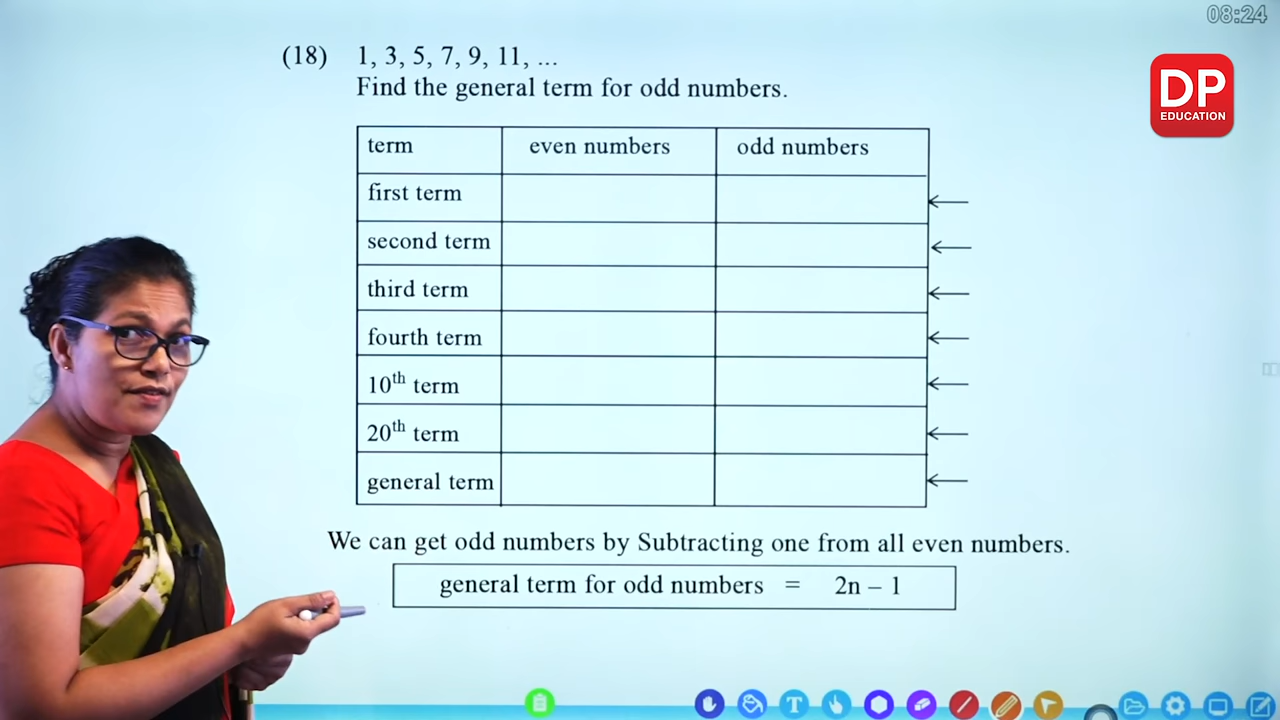 08:24
(18) 1, 3, 5, 7, 9, 11, ...
DP
EDUCATION
Find the general term for odd numbers.
term even numbers odd numbers
first term
second term
third term
fourth term
10th term
20th term
general term
We can get odd numbers by Subtracting one from all even numbers.
general term for odd numbers = 2n – 1
T